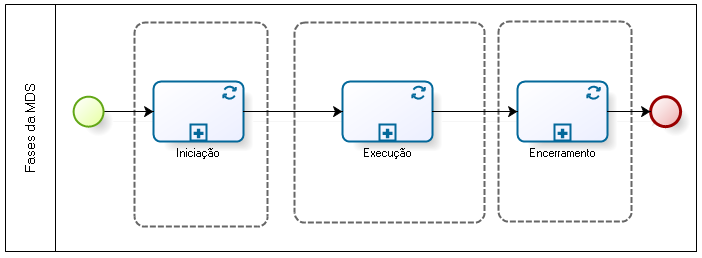 Fases da MDS
Iniciação
Execução
Encerramento